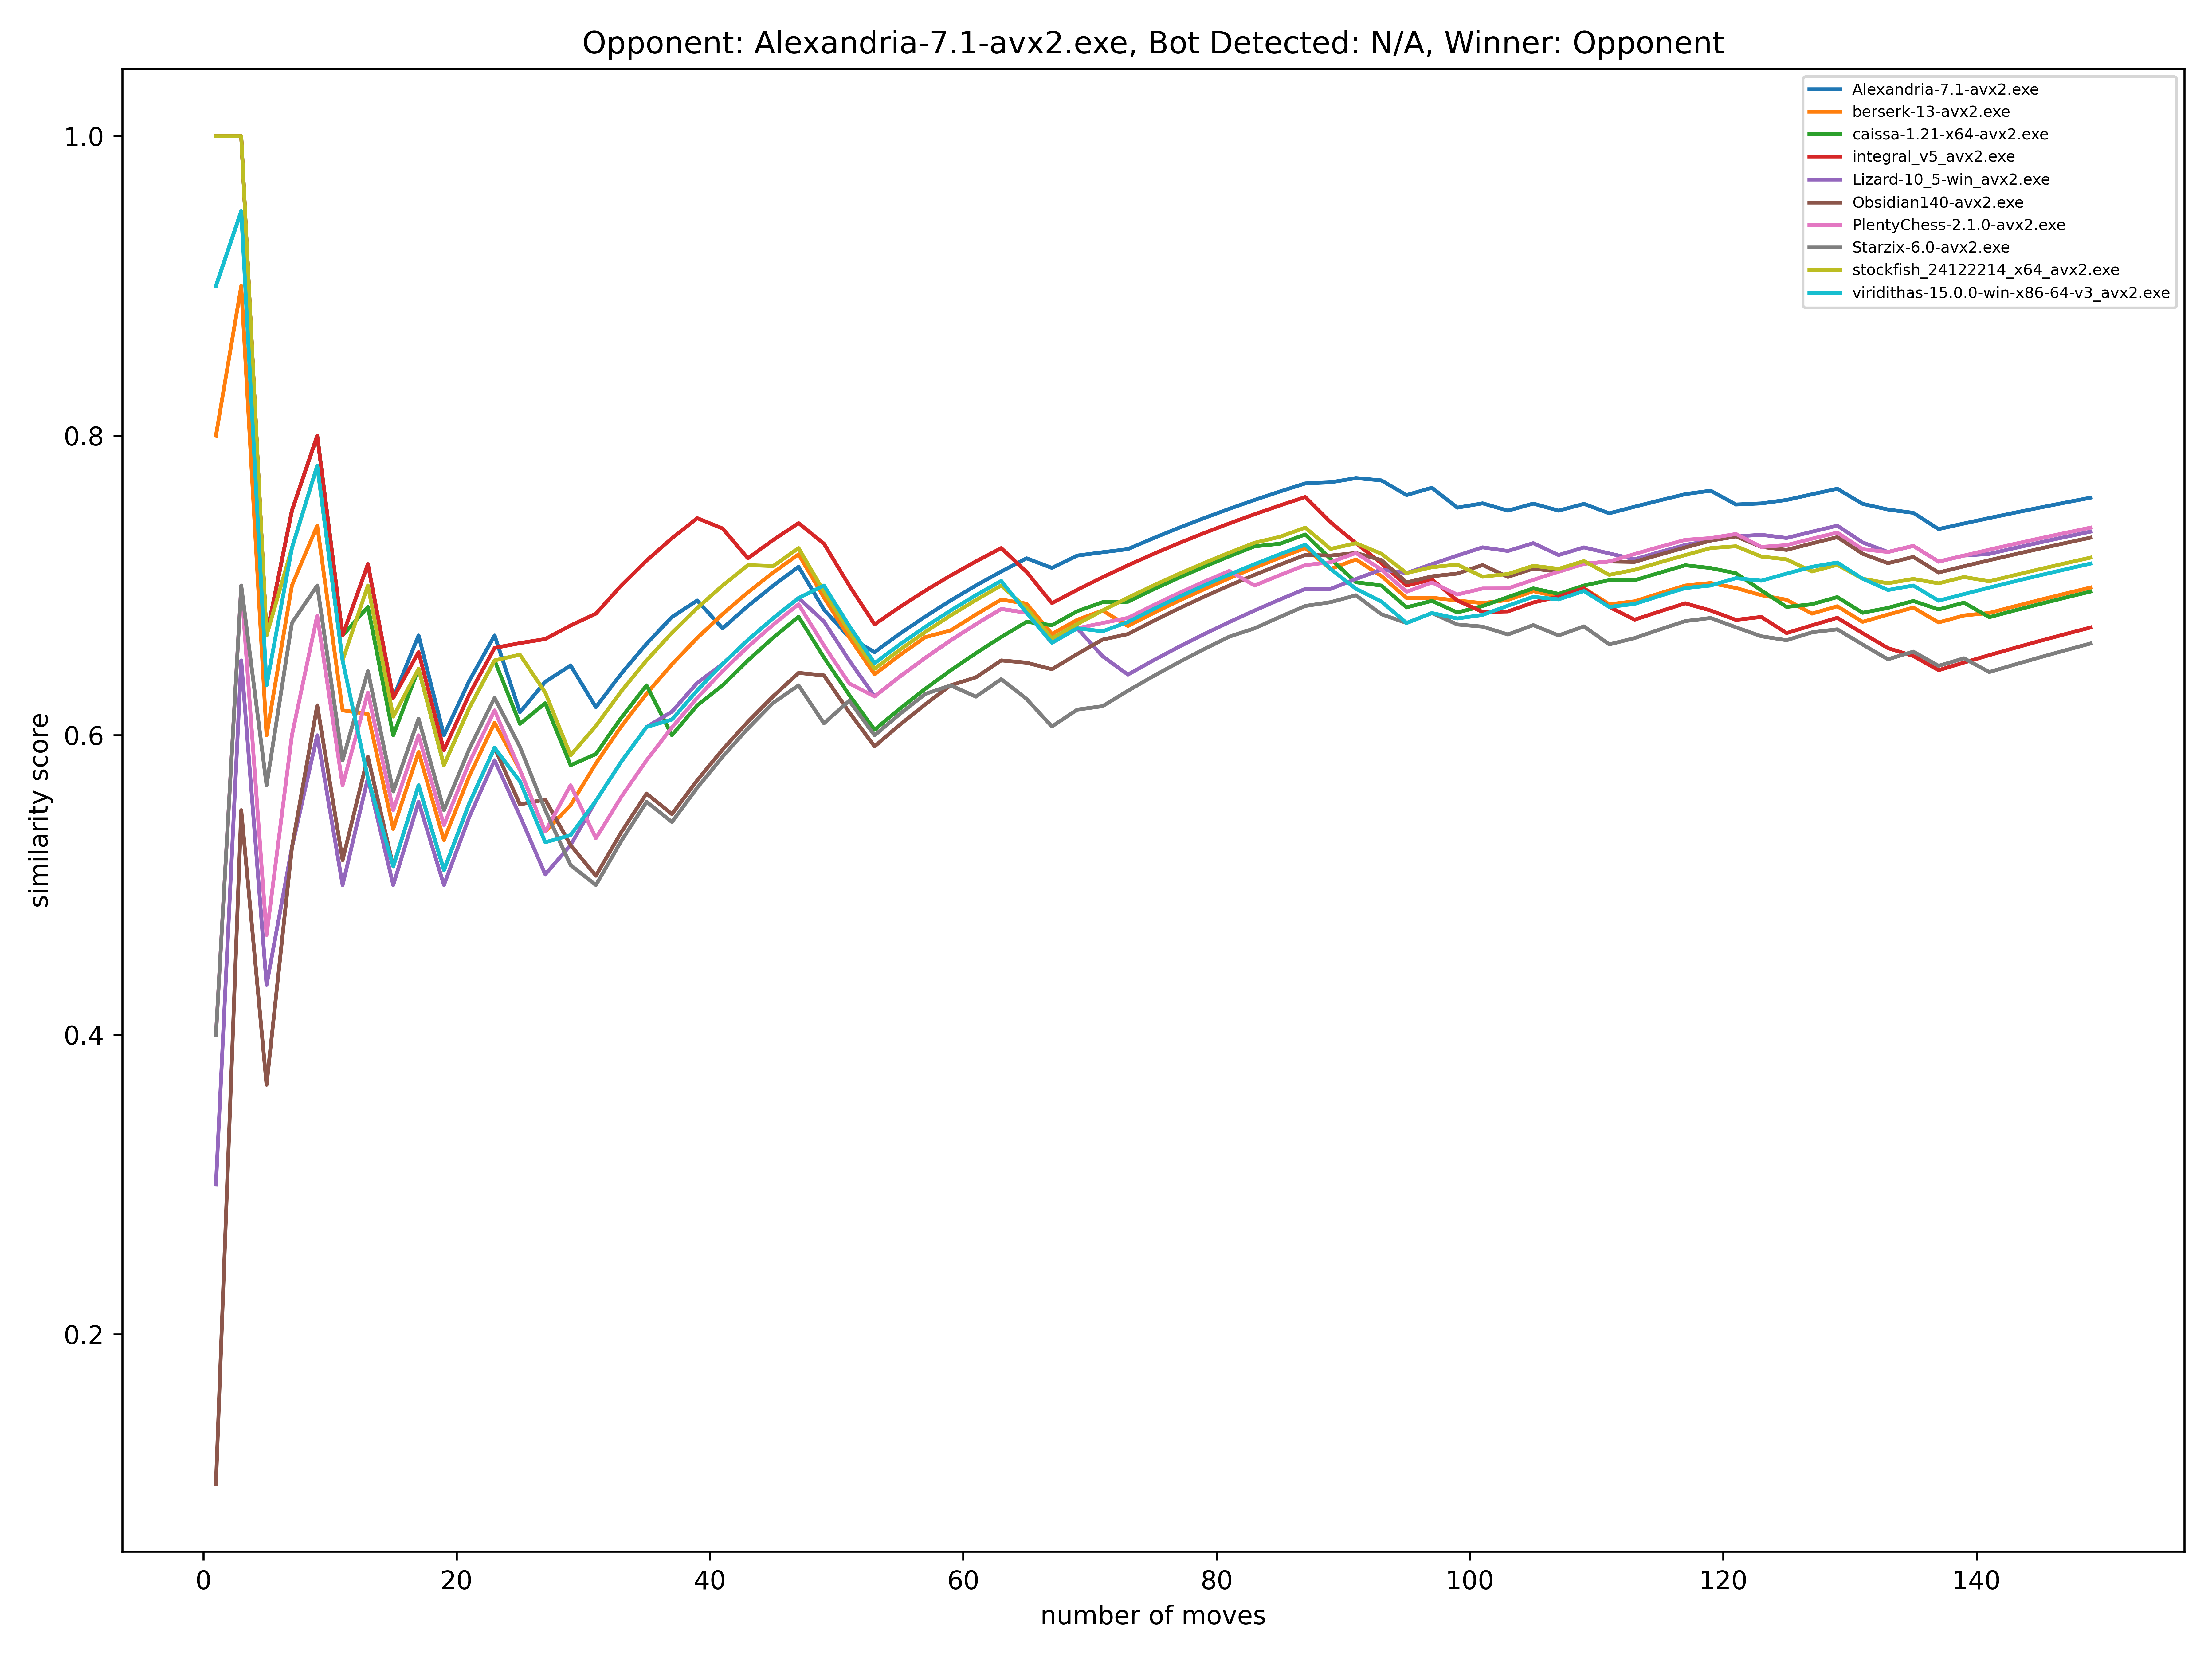 Opponent: Alexandria-7.1-avx2.exe, Bot Detected: N/A, Winner: Opponent
Alexandria-7.1-avx2.exe
berserk-13-avx2.exe
caissa-1.21-x64-avx2.exe
integral_v5_avx2.exe
Lizard-10_5-win_avx2.exe
Obsidian140-avx2.exe
PlentyChess-2.1.0-avx2.exe
Starzix-6.0-avx2.exe
stockfish_24122214_x64_avx2.exe
viridithas-15.0.0-win-x86-64-v3_avx2.exe
1.0
0.8
0.6
0.4
0.2
similarity score
0 20 40 60 80 100 120 140
number of moves